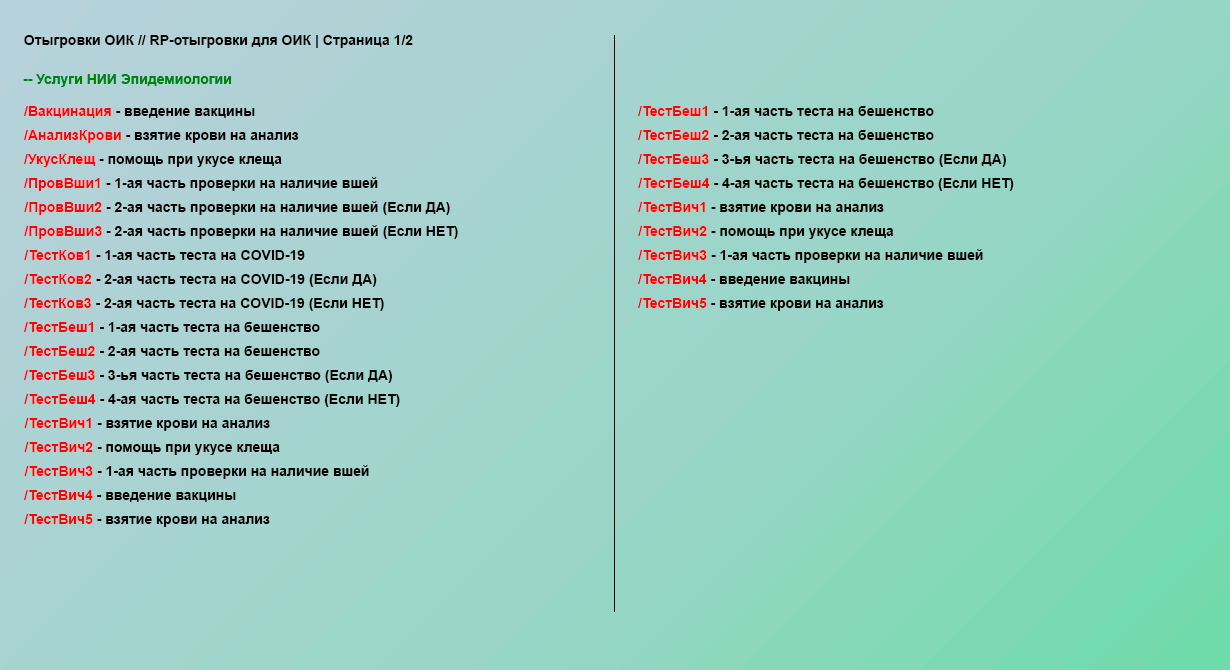 Отыгровки ОИК // RP-отыгровки для ОИК | Страница 1/2
-- Услуги НИИ Эпидемиологии
/Вакцинация - введение вакцины
/АнализКрови - взятие крови на анализ
/УкусКлещ - помощь при укусе клеща
/ПровВши1 - 1-ая часть проверки на наличие вшей
/ПровВши2 - 2-ая часть проверки на наличие вшей (Если ДА)
/ПровВши3 - 2-ая часть проверки на наличие вшей (Если НЕТ)
/ТестКов1 - 1-ая часть теста на COVID-19
/ТестКов2 - 2-ая часть теста на COVID-19 (Если ДА)
/ТестКов3 - 2-ая часть теста на COVID-19 (Если НЕТ)
/ТестБеш1 - 1-ая часть теста на бешенство
/ТестБеш2 - 2-ая часть теста на бешенство
/ТестБеш3 - 3-ья часть теста на бешенство (Если ДА)
/ТестБеш4 - 4-ая часть теста на бешенство (Если НЕТ)
/ТестВич1 - взятие крови на анализ
/ТестВич2 - помощь при укусе клеща
/ТестВич3 - 1-ая часть проверки на наличие вшей
/ТестВич4 - введение вакцины
/ТестВич5 - взятие крови на анализ
/ТестБеш1 - 1-ая часть теста на бешенство
/ТестБеш2 - 2-ая часть теста на бешенство
/ТестБеш3 - 3-ья часть теста на бешенство (Если ДА)
/ТестБеш4 - 4-ая часть теста на бешенство (Если НЕТ)
/ТестВич1 - взятие крови на анализ
/ТестВич2 - помощь при укусе клеща
/ТестВич3 - 1-ая часть проверки на наличие вшей
/ТестВич4 - введение вакцины
/ТестВич5 - взятие крови на анализ